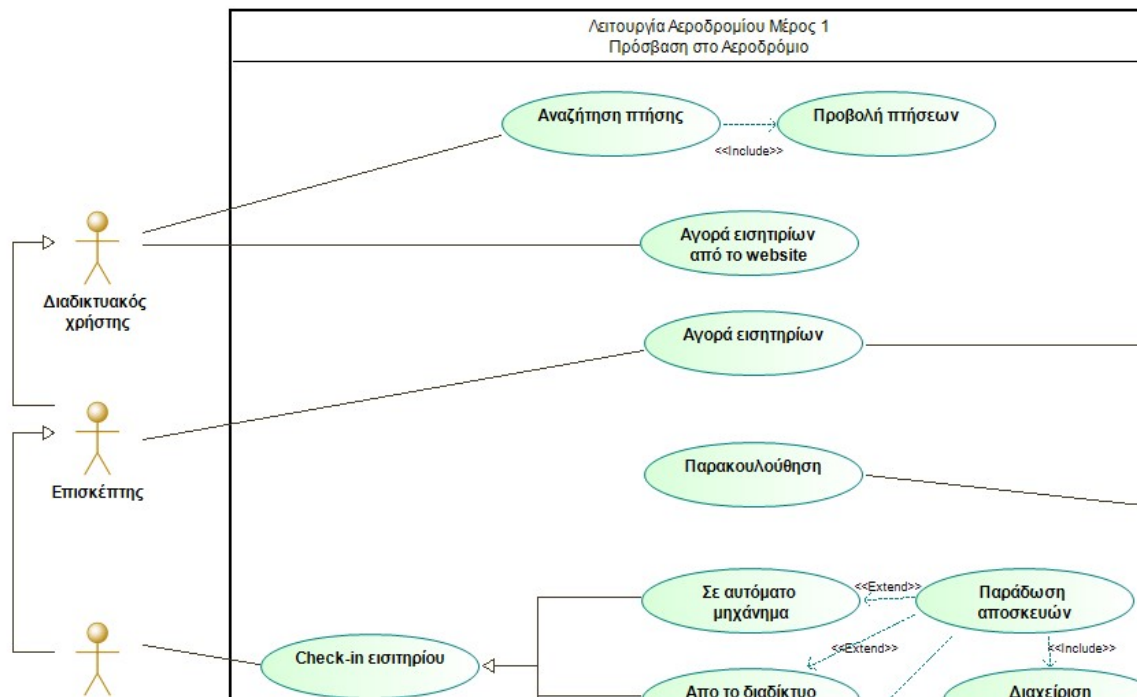 Λειτουργία Αεροδρομίου Μέρος 1
Πρόσβαση στο Αεροδρόμιο
Αναζήτηση πτήσης
Προβολή πτήσεων
<<Include>>
Αγορά εισητιρίων
από το website
Διαδικτυακός
χρήστης
Αγορά εισητηρίων
Επισκέπτης
Παρακουλούθηση
Σε αυτόματο
μηχάνημα
<<Extend>>
Παράδωση
αποσκευών
<<Extend>>
<<Include>>
Check-in εισιτηρίου
Απο το διαδίκτυο
Διαχείριση